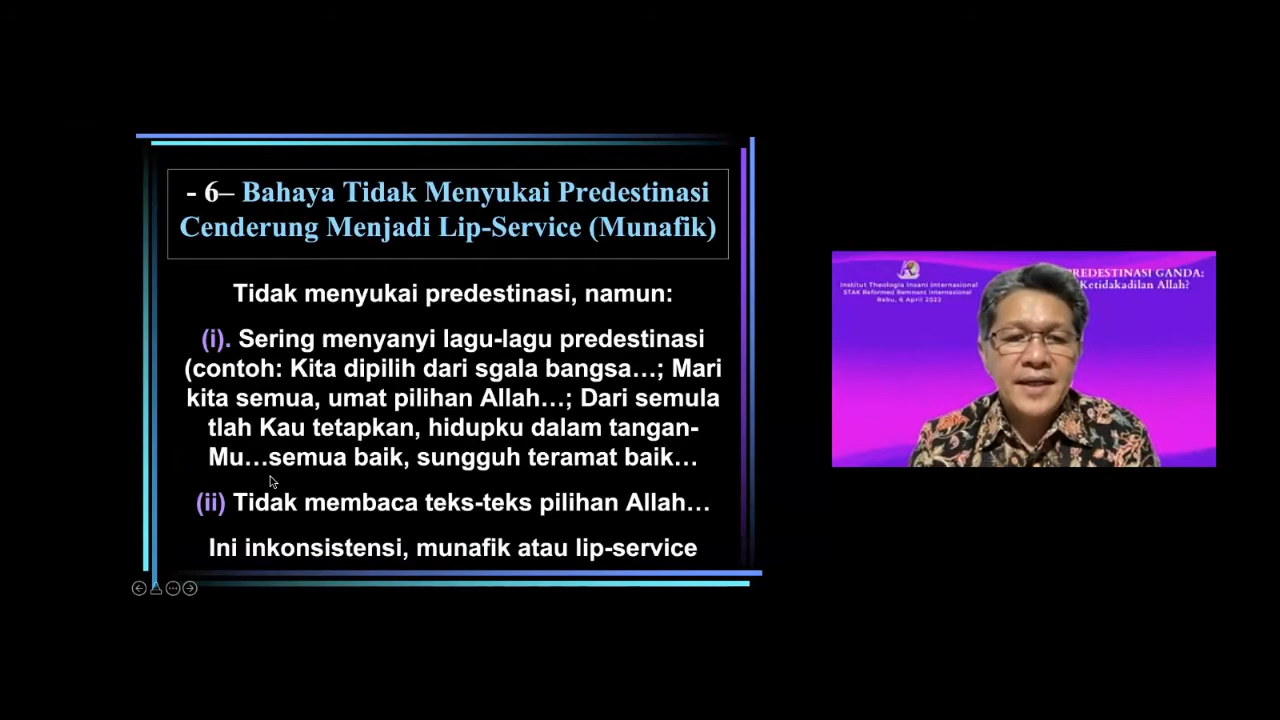 - 6– Bahaya Tidak Menyukai Predestinasi
Cenderung Menjadi Lip-Service (Munafik)
Tidak menyukai predestinasi, namun:
(i). Sering menyanyi lagu-lagu predestinasi
(contoh: Kita dipilih dari sgala bangsa…; Mari
kita semua, umat pilihan Allah…; Dari semula
tlah Kau tetapkan, hidupku dalam tangan-
Mu…semua baik, sungguh teramat baik…
(ii) Tidak membaca teks-teks pilihan Allah…
Ini inkonsistensi, munafik atau lip-service
Institut Theologia Insani Internasional
STAK Reformed Remnant Internasional
Rabu, 6 April 2022
PREDESTINASI GANDA:
Ketidakadilan Allah?